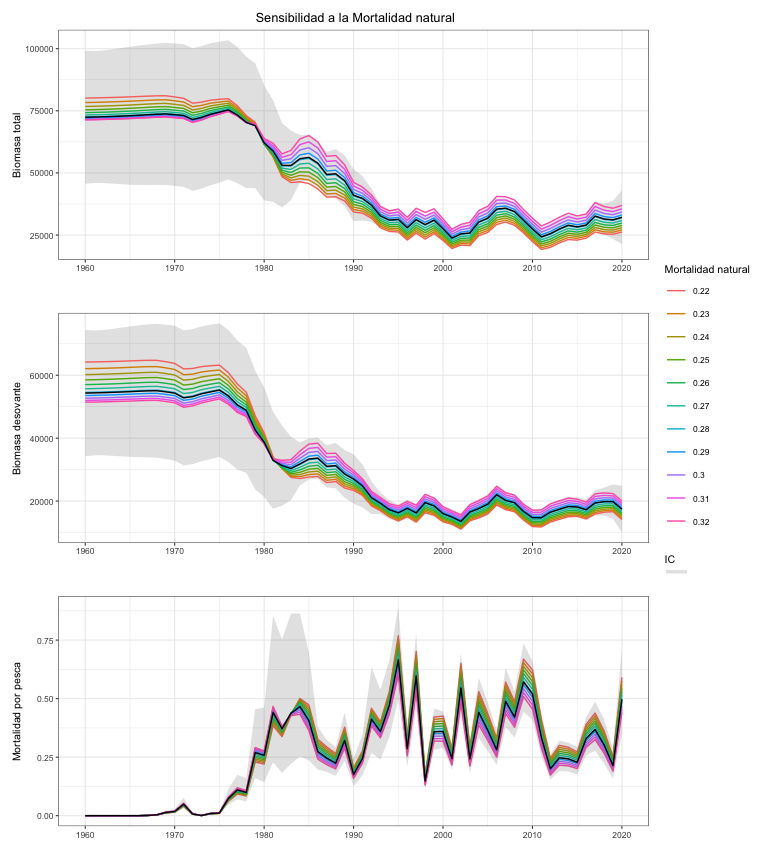 Sensibilidad a la Mortalidad natural
Biomasa total
100000
75000
50000
25000
1960 1970 1980 1990 2000 2010 2020
Biomasa desovante
60000
40000
20000
1960 1970 1980 1990 2000 2010 2020
Mortalidad por pesca
0.75
0.50
0.25
0.00
1960 1970 1980 1990 2000 2010 2020
Mortalidad natural
0.22
0.23
0.24
0.25
0.26
0.27
0.28
0.29
0.3
0.31
0.32
IC